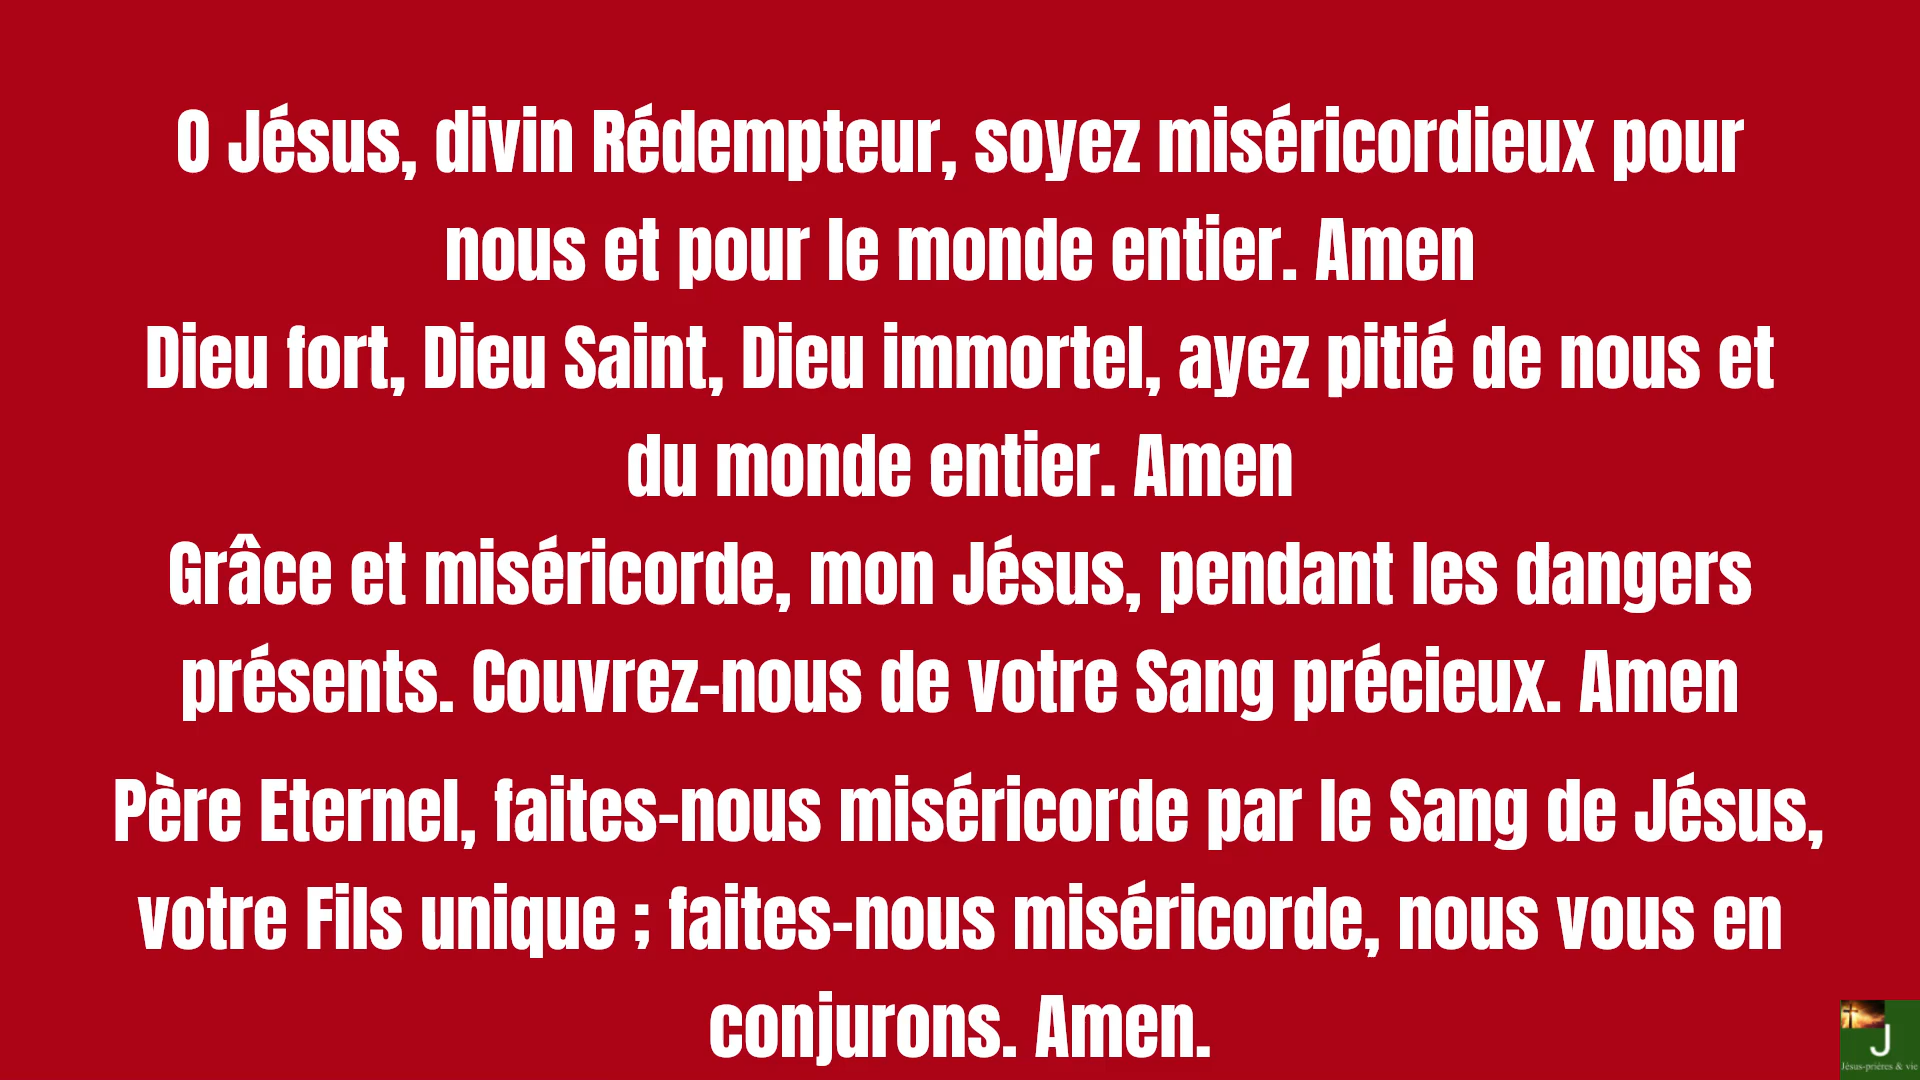 O Jésus, divin Rédempteur, soyez miséricordieux pour
nous et pour le monde entier. Amen
Dieu fort, Dieu Saint, Dieu immortel, ayez pitié de nous et
du monde entier. Amen
Grâce et miséricorde, mon Jésus, pendant les dangers
présents. Couvrez-nous de votre Sang précieux. Amen
Père Eternel, faites-nous miséricorde par le Sang de Jésus,
votre Fils unique ; faites-nous miséricorde, nous vous en
conjurons. Amen.
J
Jésus-prières & vie